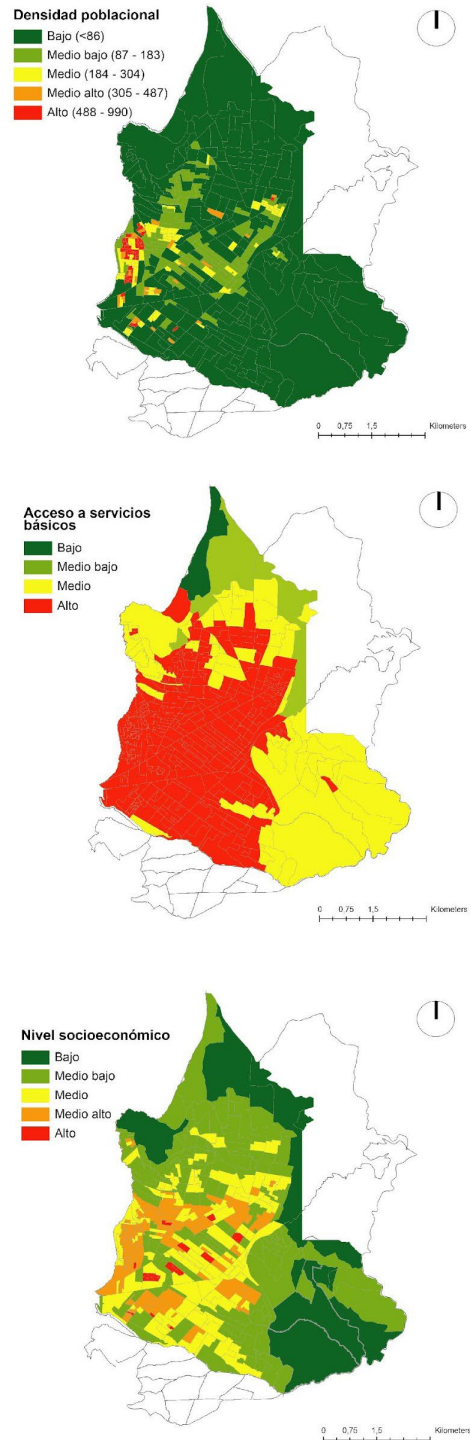 Densidad poblacional
Bajo (<86)
Medio bajo (87 - 183)
Medio (184 - 304)
Medio alto (305 - 487)
Alto (488 - 990)
0 0,75 1,5 Kilometers
Acceso a servicios
básicos
Bajo
Medio bajo
Medio
Alto
0 0,75 1,5 Kilometers
Nivel socioeconómico
Bajo
Medio bajo
Medio
Medio alto
Alto
0 0,75 1,5 Kilometers